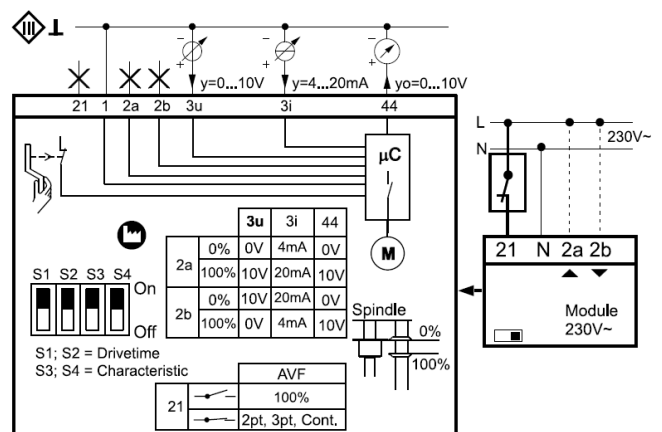 III
y=0...10V y=4...20mA yo=0...10V
21 1 2a 2b 3u 3i 44
L
N
230V~
µC
M
21 N 2a 2b
Module
230V~
3u 3i 44
2a 0% 0V 4mA 0V
100% 10V 20mA 10V
2b 0% 10V 20mA 0V
100% 0V 4mA 10V
S1 S2 S3 S4
On
Off
S1; S2 = Drivetime
S3; S4 = Characteristic
Spindle
0%
100%
AVF
21 100%
2pt, 3pt, Cont.